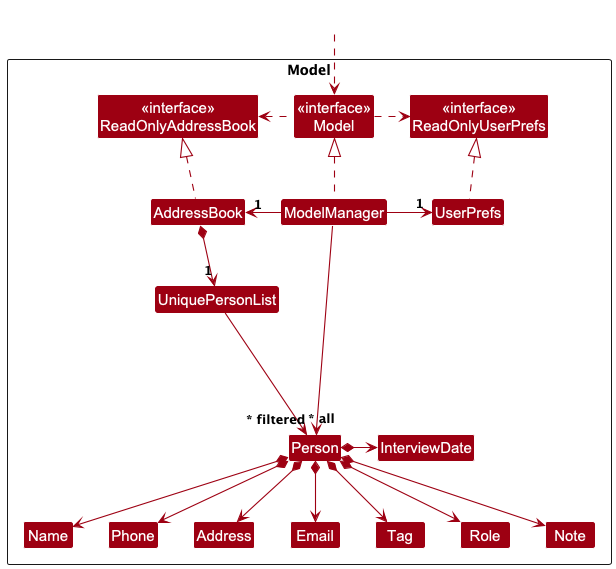 Model
«interface»
ReadOnlyAddressBook
«interface»
Model
«interface»
ReadOnlyUserPrefs
AddressBook
1
ModelManager
1
UserPrefs
1
UniquePersonList
* filtered * all
Person
InterviewDate
Name
Phone
Address
Email
Tag
Role
Note